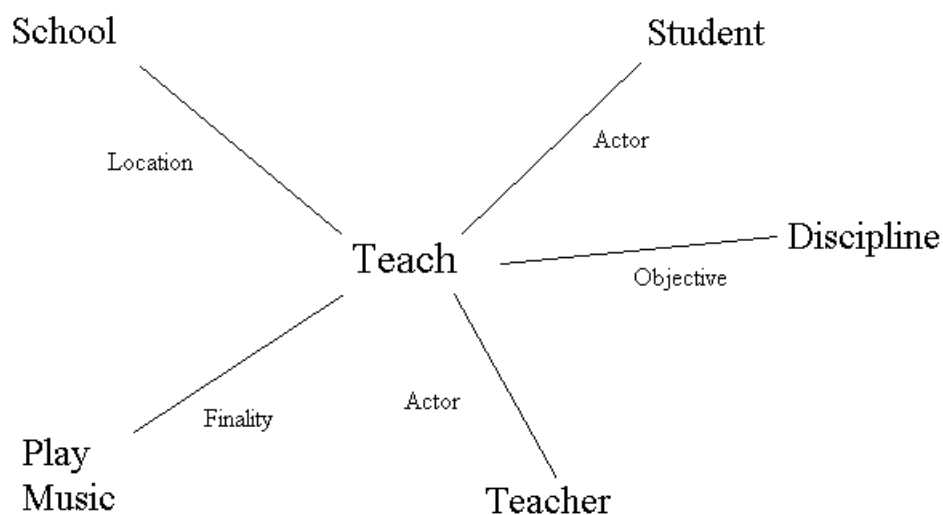 School
Student
Actor
Location
Discipline
Teach
Objective
Actor
Finality
Play
Music
Teacher